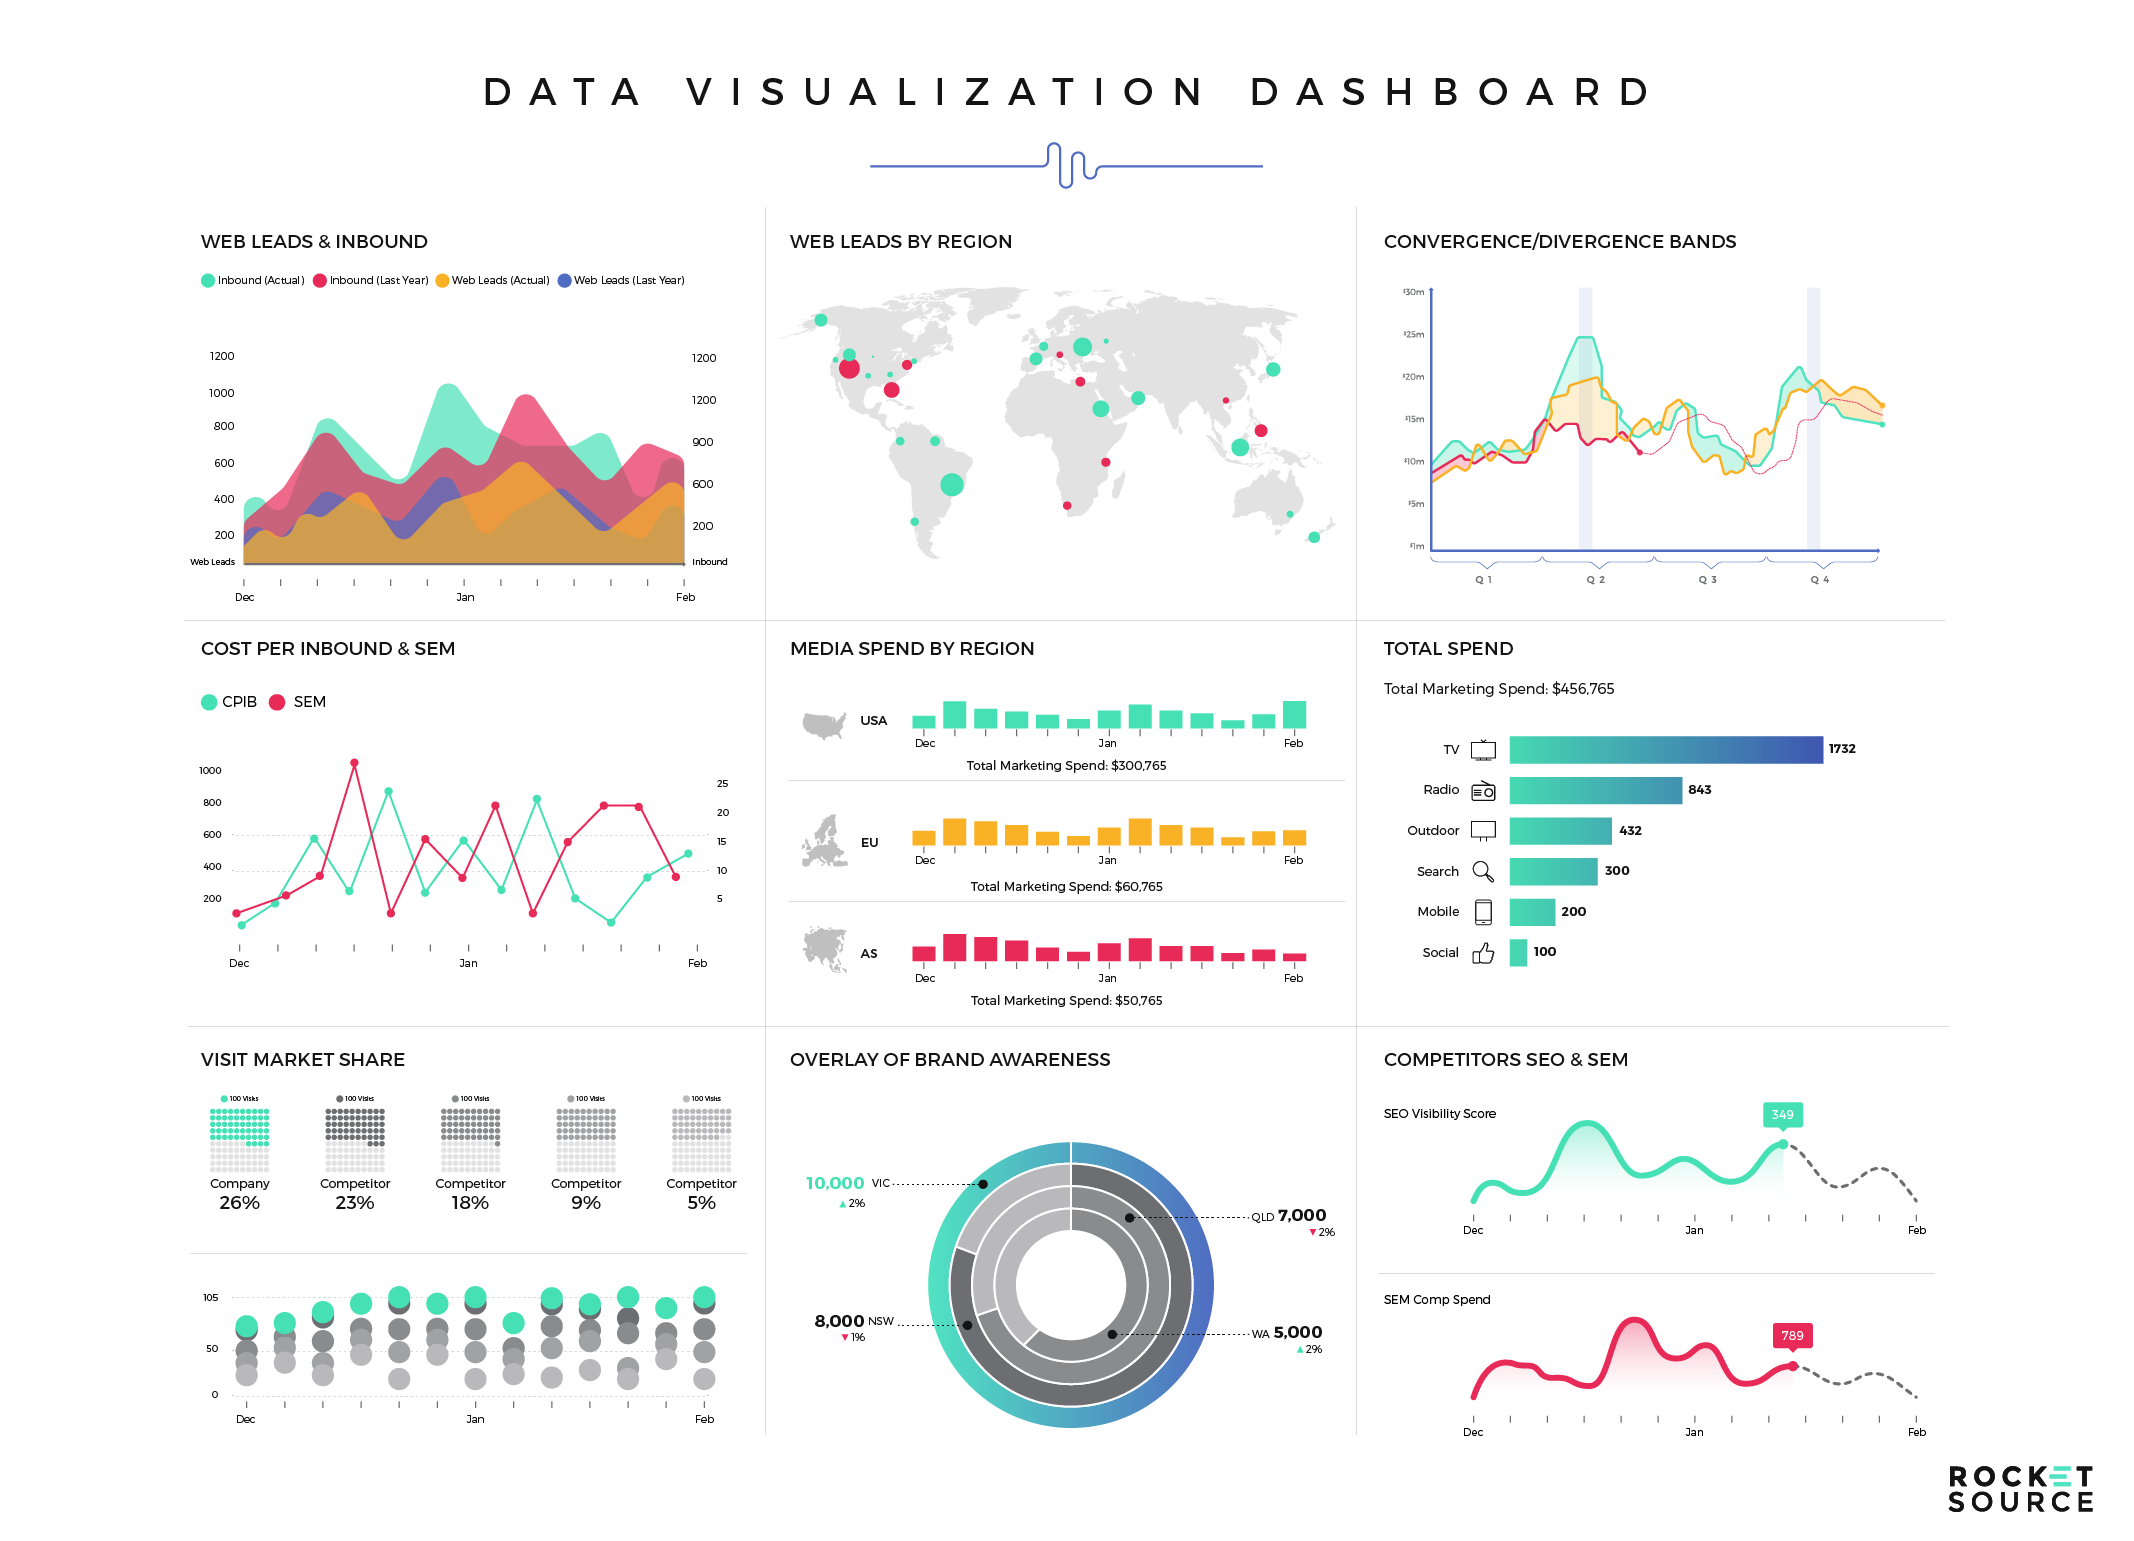 DATA VISUALIZATION DASHBOARD
WEB LEADS & INBOUND
Inbound (Actual) Inbound (Last Year) Web Leads (Actual) Web Leads (Last Year)
1200
1000
800
600
400
200
Web Leads
1200
1200
900
600
200
Inbound
Dec Jan Feb
WEB LEADS BY REGION
CONVERGENCE/DIVERGENCE BANDS
$30m
$25m
$20m
$15m
$10m
$5m
$1m
Q 1 Q 2 Q 3 Q 4
COST PER INBOUND & SEM
CPIB SEM
1000
800
600
400
200
25
20
15
10
5
Dec Jan Feb
MEDIA SPEND BY REGION
USA
Dec Jan Feb
Total Marketing Spend: $300,765
EU
Dec Jan Feb
Total Marketing Spend: $60,765
AS
Dec Jan Feb
Total Marketing Spend: $50,765
TOTAL SPEND
Total Marketing Spend: $456,765
TV 1732
Radio 843
Outdoor 432
Search 300
Mobile 200
Social 100
VISIT MARKET SHARE
100 Visits 100 Visits 100 Visits 100 Visits 100 Visits
Company Competitor Competitor Competitor Competitor
26% 23% 18% 9% 5%
105
50
0
Dec Jan Feb
OVERLAY OF BRAND AWARENESS
10,000 VIC
▲2%
QLD 7,000
▼2%
8,000 NSW
▼1%
WA 5,000
▲2%
COMPETITORS SEO & SEM
SEO Visibility Score
349
Dec Jan Feb
SEM Comp Spend
789
Dec Jan Feb
ROCKET
SOURCE